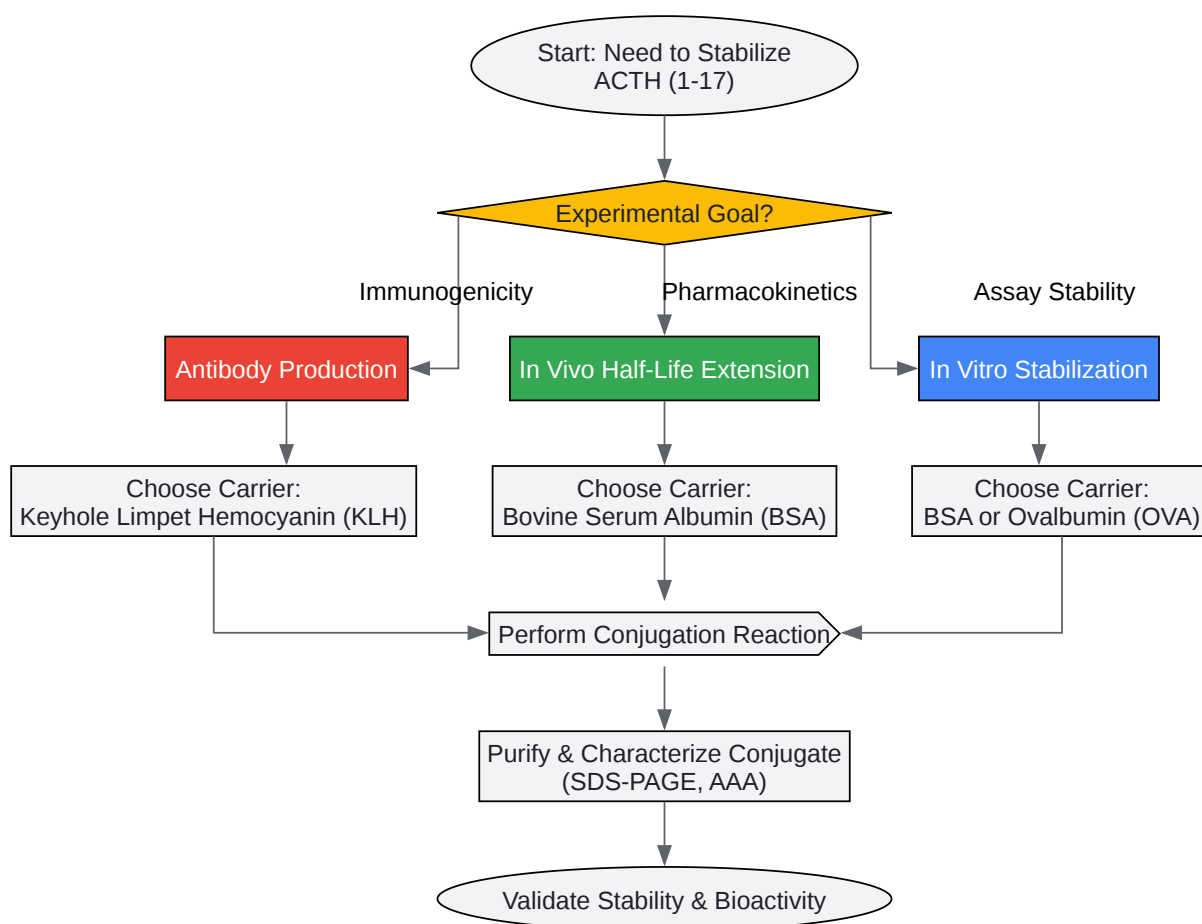 Start: Need to Stabilize
ACTH (1-17)
Experimental Goal?
Immunogenicity
Pharmacokinetics
Assay Stability
Antibody Production
In Vivo Half-Life Extension
In Vitro Stabilization
Choose Carrier:
Keyhole Limpet Hemocyanin (KLH)
Choose Carrier:
Bovine Serum Albumin (BSA)
Choose Carrier:
BSA or Ovalbumin (OVA)
Perform Conjugation Reaction
Purify & Characterize Conjugate
(SDS-PAGE, AAA)
Validate Stability & Bioactivity